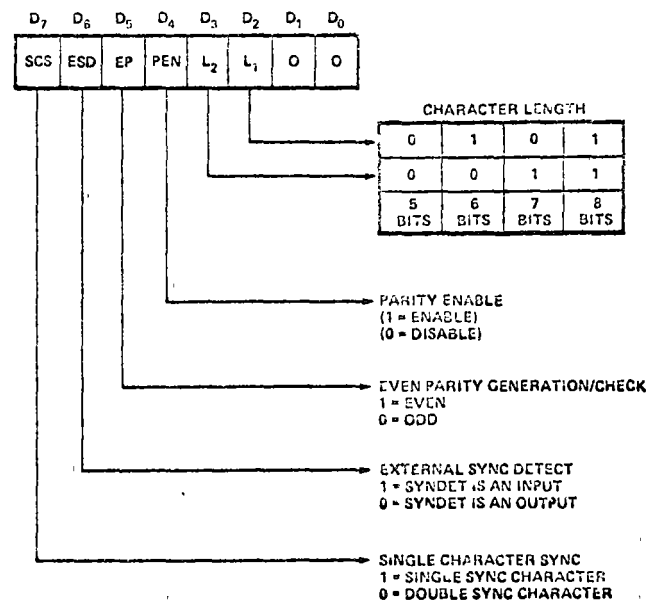 D7 D6 D5 D4 D3 D2 D1 D0
SCS ESD EP PEN L2 L1 0 0
CHARACTER LENGTH
0 1 0 1
0 0 1 1
5 BITS 6 BITS 7 BITS 8 BITS
PARITY ENABLE
(1 = ENABLE)
(0 = DISABLE)
EVEN PARITY GENERATION/CHECK
1 = EVEN
0 = ODD
EXTERNAL SYNC DETECT
1 = SYNDET IS AN INPUT
0 = SYNDET IS AN OUTPUT
SINGLE CHARACTER SYNC
1 = SINGLE SYNC CHARACTER
0 = DOUBLE SYNC CHARACTER